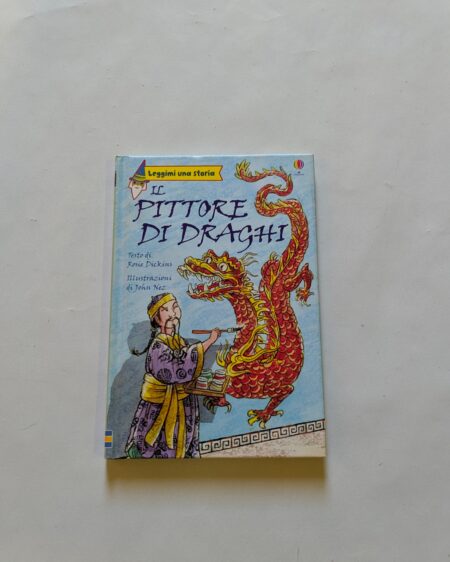 Leggimi una storia
IL
PITTORE
DI DRAGHI
Testo di
Rosie Dickins
Illustrazioni
di John Nez